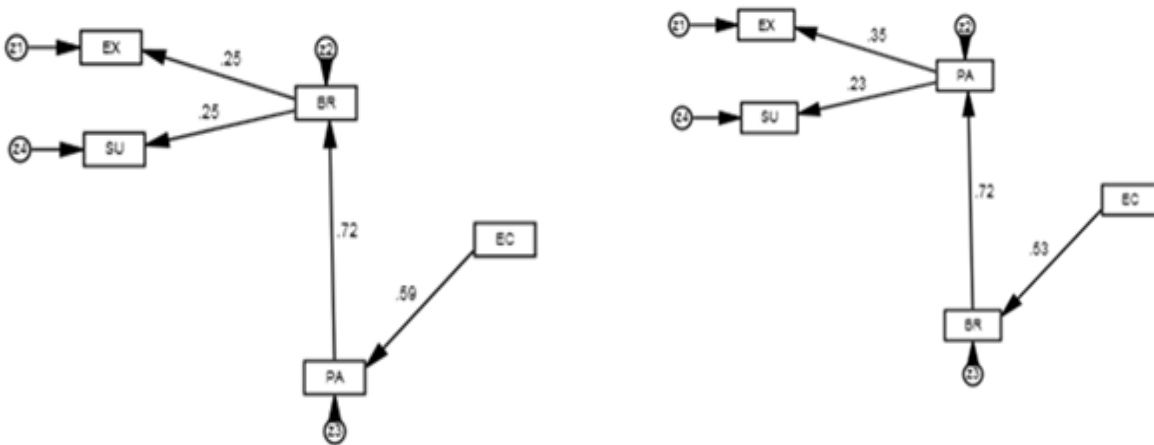 z1
EX
.25
z2
BR
.25
z4
SU
.72
EC
.59
PA
z3
z1
EX
.35
z2
PA
.23
z4
SU
.72
EC
.53
BR
z3